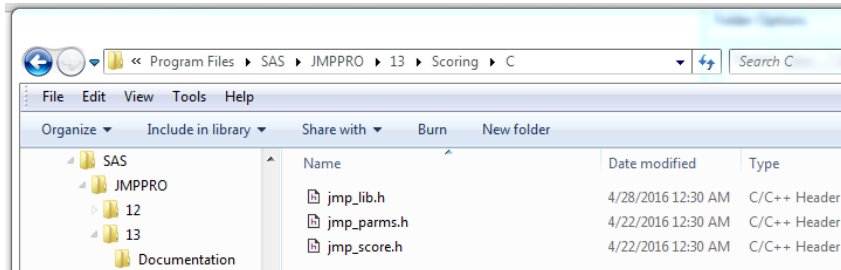 Folder Options
« Program Files ▸ SAS ▸ JMPPRO ▸ 13 ▸ Scoring ▸ C
Search C
File Edit View Tools Help
Organize ▾ Include in library ▾ Share with ▾ Burn New folder
SAS
JMPPRO
12
13
Documentation
Name Date modified Type
jmp_lib.h 4/28/2016 12:30 AM C/C++ Header
jmp_parms.h 4/22/2016 12:30 AM C/C++ Header
jmp_score.h 4/22/2016 12:30 AM C/C++ Header